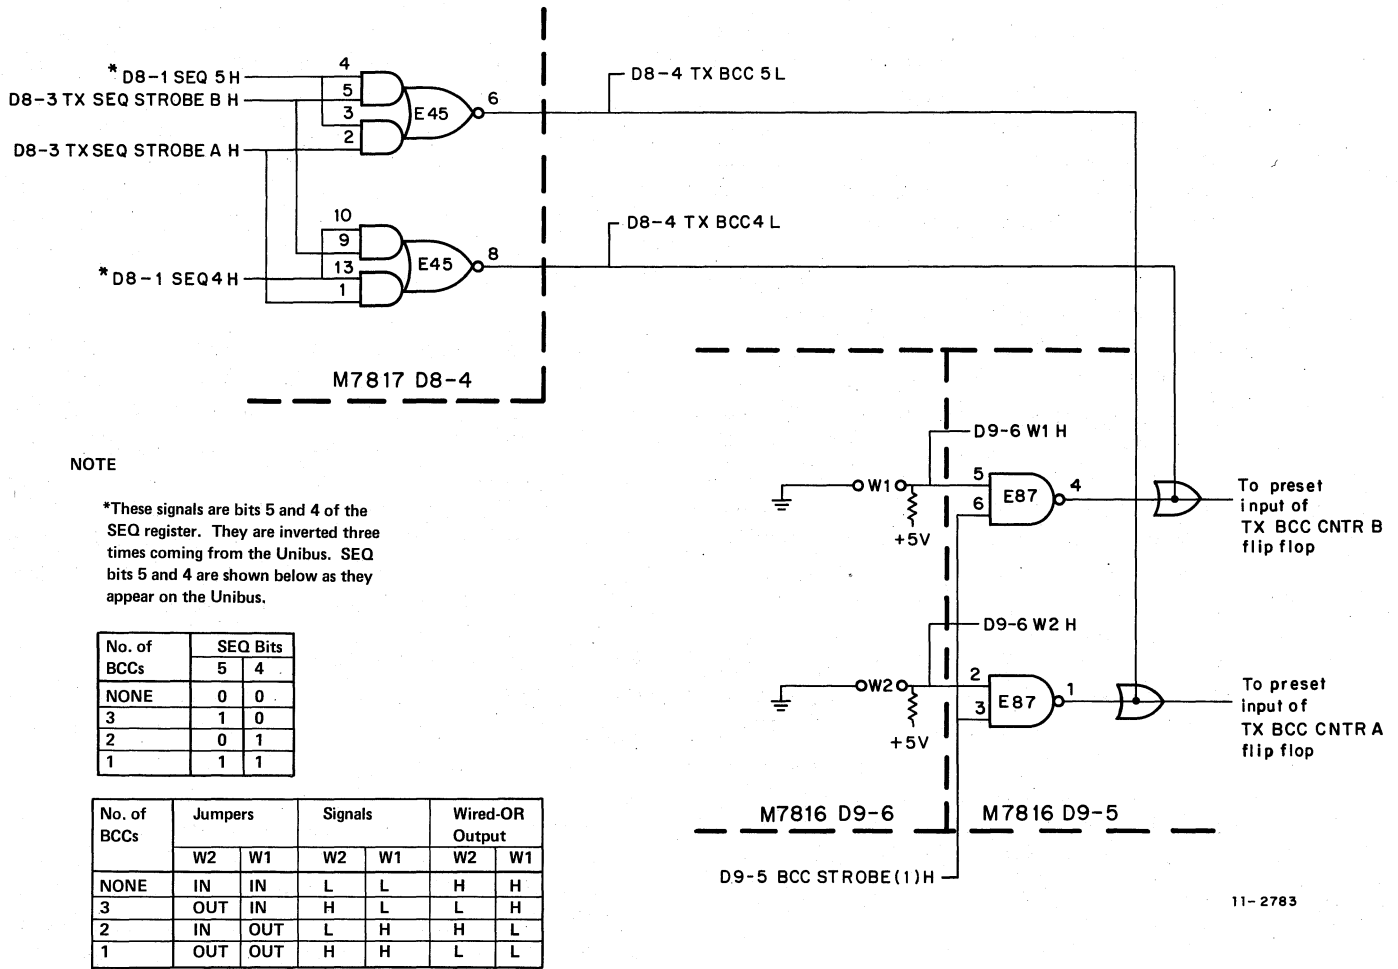 *D8-1 SEQ 5 H
D8-3 TX SEQ STROBE B H
D8-3 TX SEQ STROBE A H
*D8-1 SEQ 4 H
4
5
3
2
E45
6
10
9
13
1
E45
8
D8-4 TX BCC 5 L
D8-4 TX BCC4 L
M7817 D8-4
NOTE
*These signals are bits 5 and 4 of the
SEQ register. They are inverted three
times coming from the Unibus. SEQ
bits 5 and 4 are shown below as they
appear on the Unibus.
No. of BCCs SEQ Bits
5 4
NONE 0 0
3 1 0
2 0 1
1 1 1
No. of BCCs Jumpers Signals Wired-OR Output
W2 W1 W2 W1 W2 W1
NONE IN IN L L H H
3 OUT IN H L L H
2 IN OUT L H H L
1 OUT OUT H H L L
D9-6 W1 H
W1
+5V
5
6
E87
4
To preset
input of
TX BCC CNTR B
flip flop
D9-6 W2 H
W2
+5V
2
3
E87
1
To preset
input of
TX BCC CNTR A
flip flop
M7816 D9-6
M7816 D9-5
D9-5 BCC STROBE(1)H
11-2783